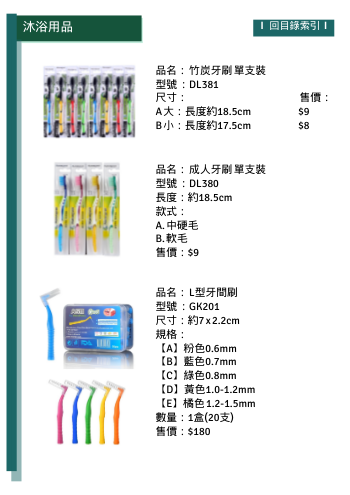 沐浴用品
I 回目錄索引 I
品名：竹炭牙刷 單支裝
型號：DL381
尺寸： 售價：
A大：長度約18.5cm $9
B小：長度約17.5cm $8
品名：成人牙刷 單支裝
型號：DL380
長度：約18.5cm
款式：
A. 中硬毛
B. 軟毛
售價：$9
品名：L型牙間刷
型號：GK201
尺寸：約7 x 2.2cm
規格：
【A】粉色0.6mm
【B】藍色0.7mm
【C】綠色0.8mm
【D】黃色1.0-1.2mm
【E】橘色 1.2-1.5mm
數量：1盒(20支)
售價：$180